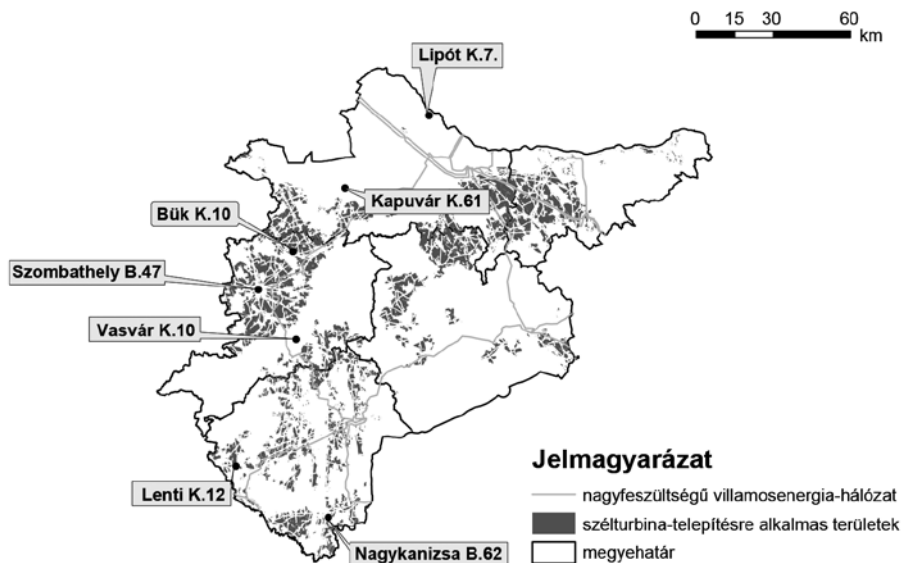 0 15 30 60
km
Lipót K.7.
Kapuvár K.61
Bük K.10
Szombathely B.47
Vasvár K.10
Lenti K.12
Nagykanizsa B.62
Jelmagyarázat
nagyfeszültségű villamosenergia-hálózat
szélturbina-telepítésre alkalmas területek
megyehatár